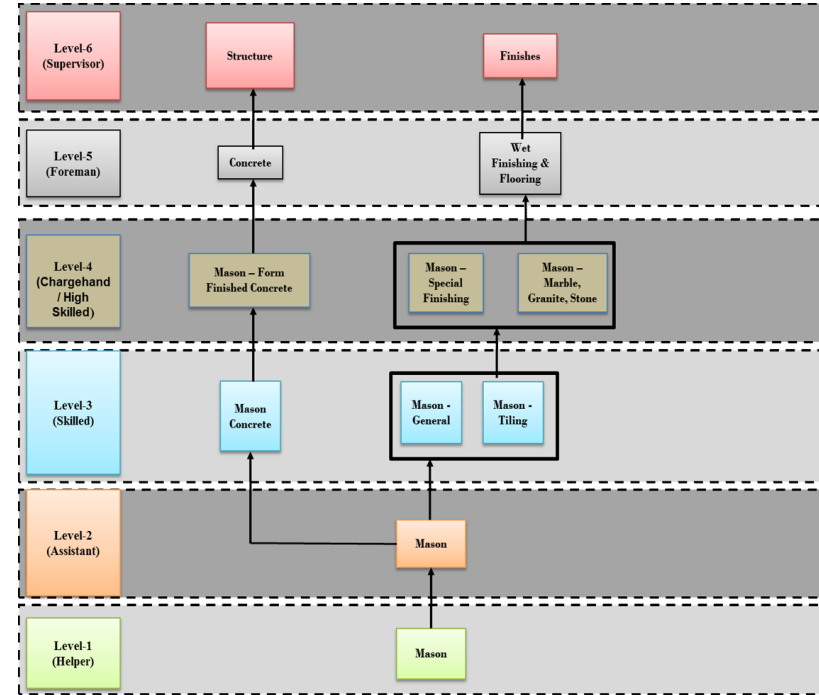 Level-6
(Supervisor)
Structure
Finishes
Level-5
(Foreman)
Concrete
Wet
Finishing &
Flooring
Level-4
(Chargehand
/ High
Skilled)
Mason – Form
Finished Concrete
Mason –
Special
Finishing
Mason –
Marble,
Granite, Stone
Level-3
(Skilled)
Mason
Concrete
Mason -
General
Mason -
Tiling
Level-2
(Assistant)
Mason
Level-1
(Helper)
Mason